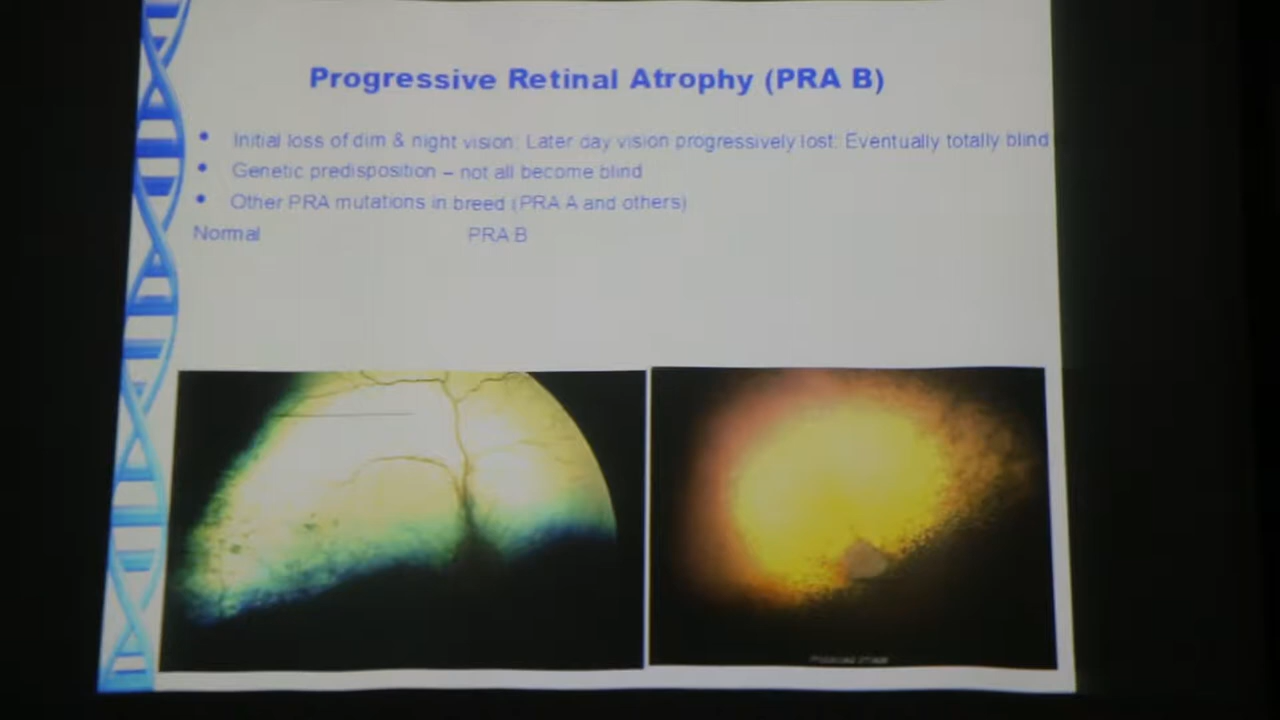 Progressive Retinal Atrophy (PRA B)
• Initial loss of dim & night vision: Later day vision progressively lost: Eventually totally blind
• Genetic predisposition – not all become blind
• Other PRA mutations in breed (PRA A and others)
Normal PRA B